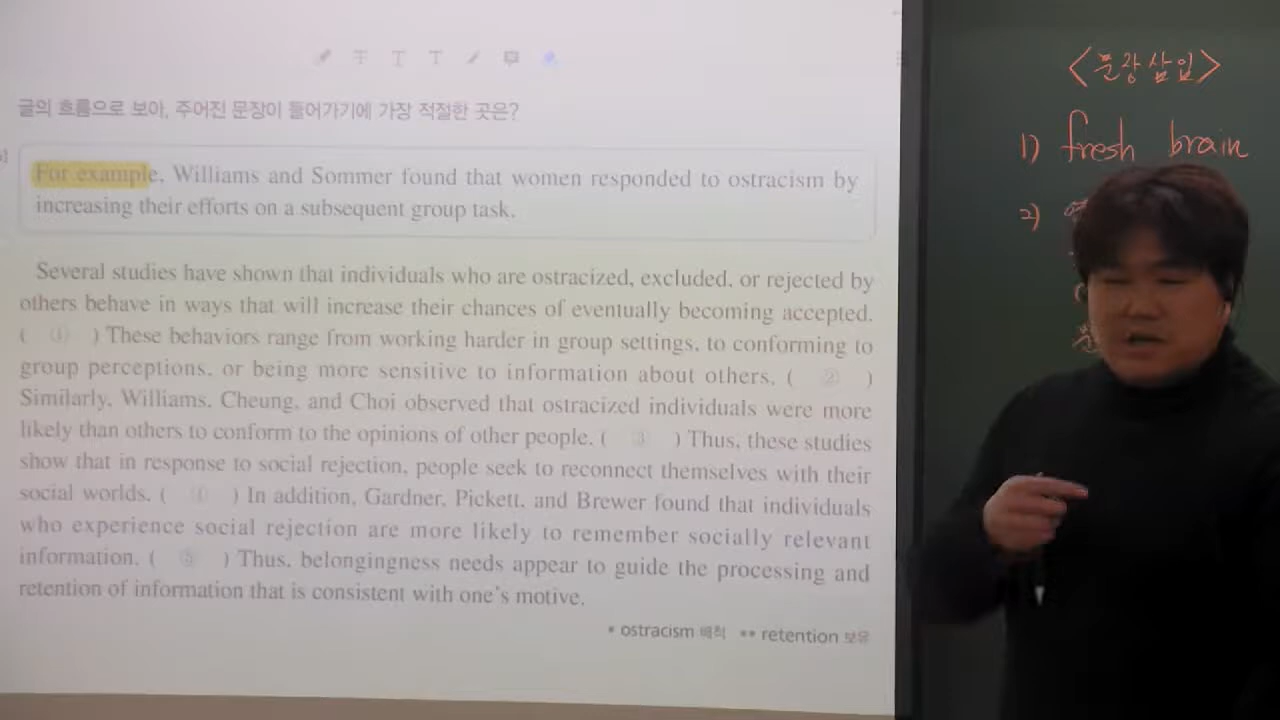 글의 흐름으로 보아, 주어진 문장이 들어가기에 가장 적절한 곳은?
For example, Williams and Sommer found that women responded to ostracism by
increasing their efforts on a subsequent group task.
Several studies have shown that individuals who are ostracized, excluded, or rejected by
others behave in ways that will increase their chances of eventually becoming accepted.
( ① ) These behaviors range from working harder in group settings, to conforming to
group perceptions, or being more sensitive to information about others. ( ② )
Similarly, Williams, Cheung, and Choi observed that ostracized individuals were more
likely than others to conform to the opinions of other people. ( ③ ) Thus, these studies
show that in response to social rejection, people seek to reconnect themselves with their
social worlds. ( ④ ) In addition, Gardner, Pickett, and Brewer found that individuals
who experience social rejection are more likely to remember socially relevant
information. ( ⑤ ) Thus, belongingness needs appear to guide the processing and
retention of information that is consistent with one's motive.
* ostracism 배척 ** retention 보유
<문장삽입>
1) fresh brain
2)